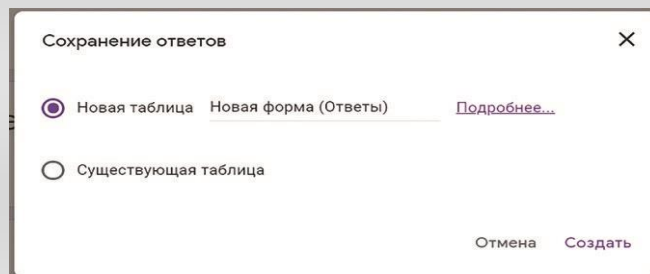 Сохранение ответов
Новая таблица Новая форма (Ответы) Подробнее...
Существующая таблица
Отмена Создать